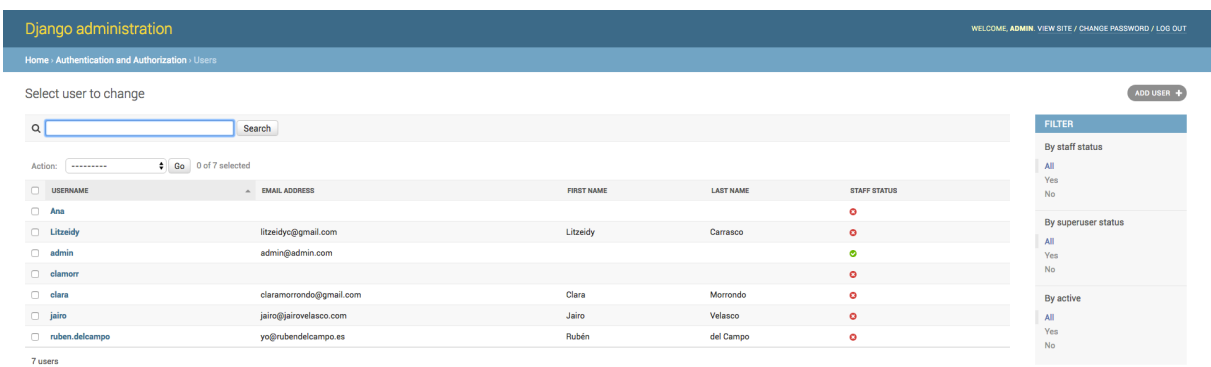 Django administration
WELCOME, ADMIN. VIEW SITE / CHANGE PASSWORD / LOG OUT
Home › Authentication and Authorization › Users
Select user to change
ADD USER +
Search
Action: --------- Go 0 of 7 selected
USERNAME EMAIL ADDRESS FIRST NAME LAST NAME STAFF STATUS
Ana
Litzeidy litzeidyc@gmail.com Litzeidy Carrasco
admin admin@admin.com
clamorr
clara claramorrondo@gmail.com Clara Morrondo
jairo jairo@jairovelasco.com Jairo Velasco
ruben.delcampo yo@rubendelcampo.es Rubén del Campo
7 users
FILTER
By staff status
All
Yes
No
By superuser status
All
Yes
No
By active
All
Yes
No